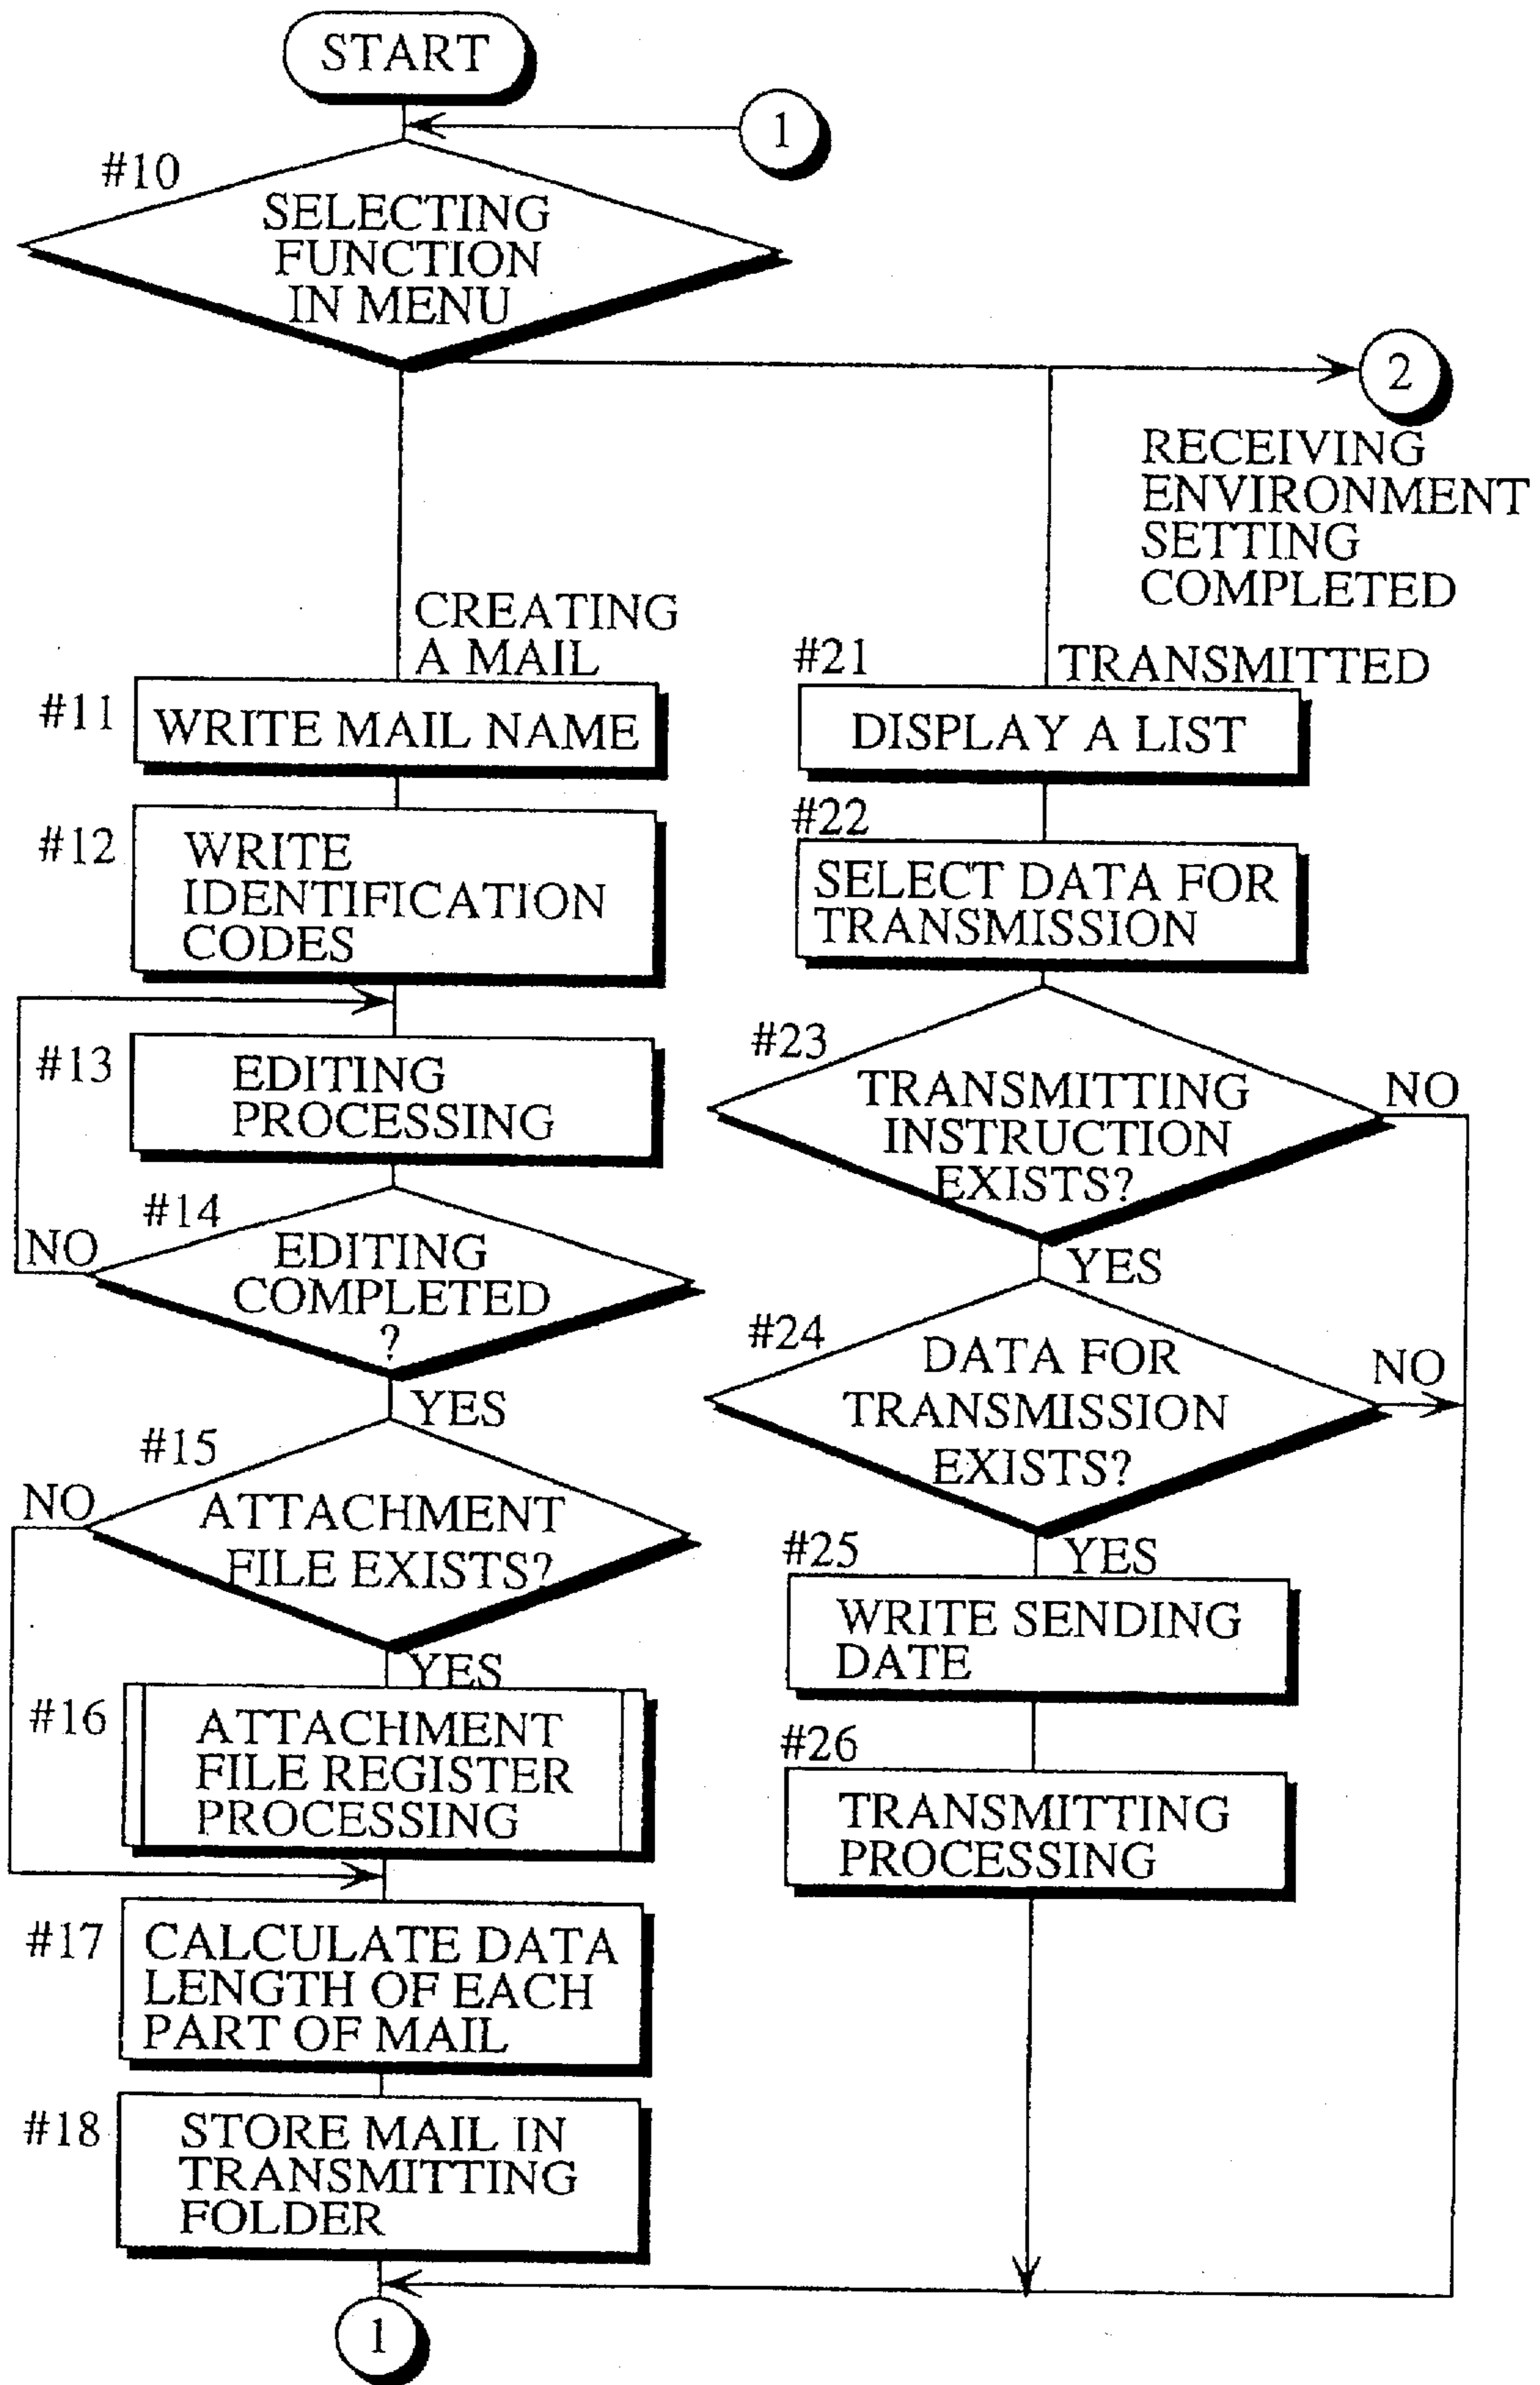 START
1
#10
SELECTING
FUNCTION
IN MENU
2
RECEIVING
ENVIRONMENT
SETTING
COMPLETED
CREATING
A MAIL
#11
WRITE MAIL NAME
#12
WRITE
IDENTIFICATION
CODES
#13
EDITING
PROCESSING
#14
NO
EDITING
COMPLETED
?
YES
#15
NO
ATTACHMENT
FILE EXISTS?
YES
#16
ATTACHMENT
FILE REGISTER
PROCESSING
#17
CALCULATE DATA
LENGTH OF EACH
PART OF MAIL
#18
STORE MAIL IN
TRANSMITTING
FOLDER
#21
TRANSMITTED
DISPLAY A LIST
#22
SELECT DATA FOR
TRANSMISSION
#23
TRANSMITTING
INSTRUCTION
EXISTS?
NO
YES
#24
DATA FOR
TRANSMISSION
EXISTS?
NO
YES
#25
WRITE SENDING
DATE
#26
TRANSMITTING
PROCESSING
1